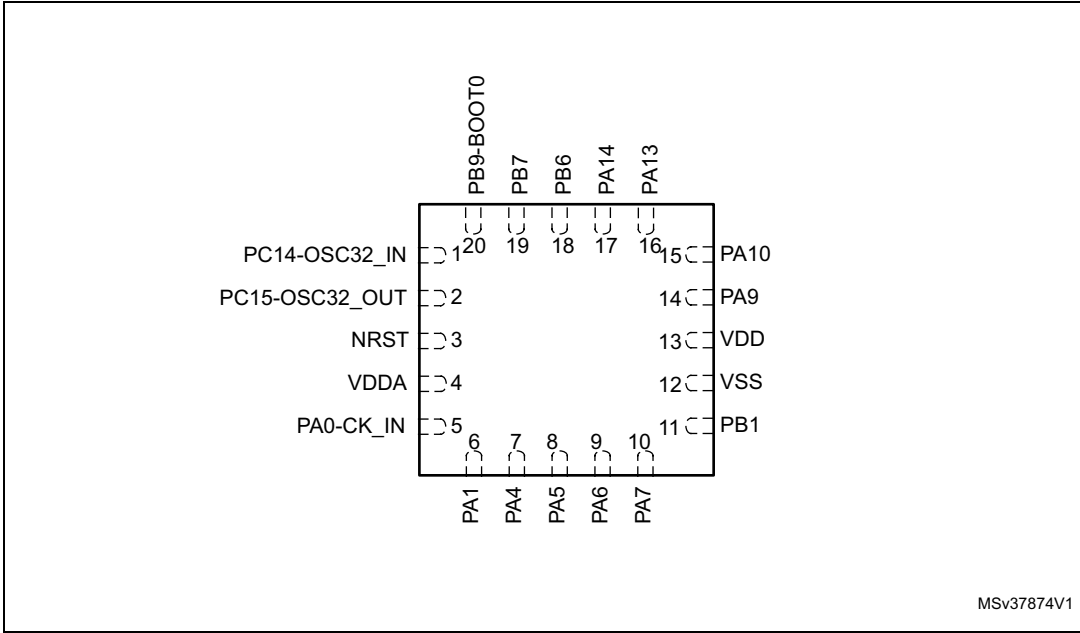 PB9-BOOT0
PB7
PB6
PA14
PA13
20
19
18
17
16
PC14-OSC32_IN 1
15 PA10
PC15-OSC32_OUT 2
14 PA9
NRST 3
13 VDD
VDDA 4
12 VSS
PA0-CK_IN 5
11 PB1
6
7
8
9
10
PA1
PA4
PA5
PA6
PA7
MSv37874V1